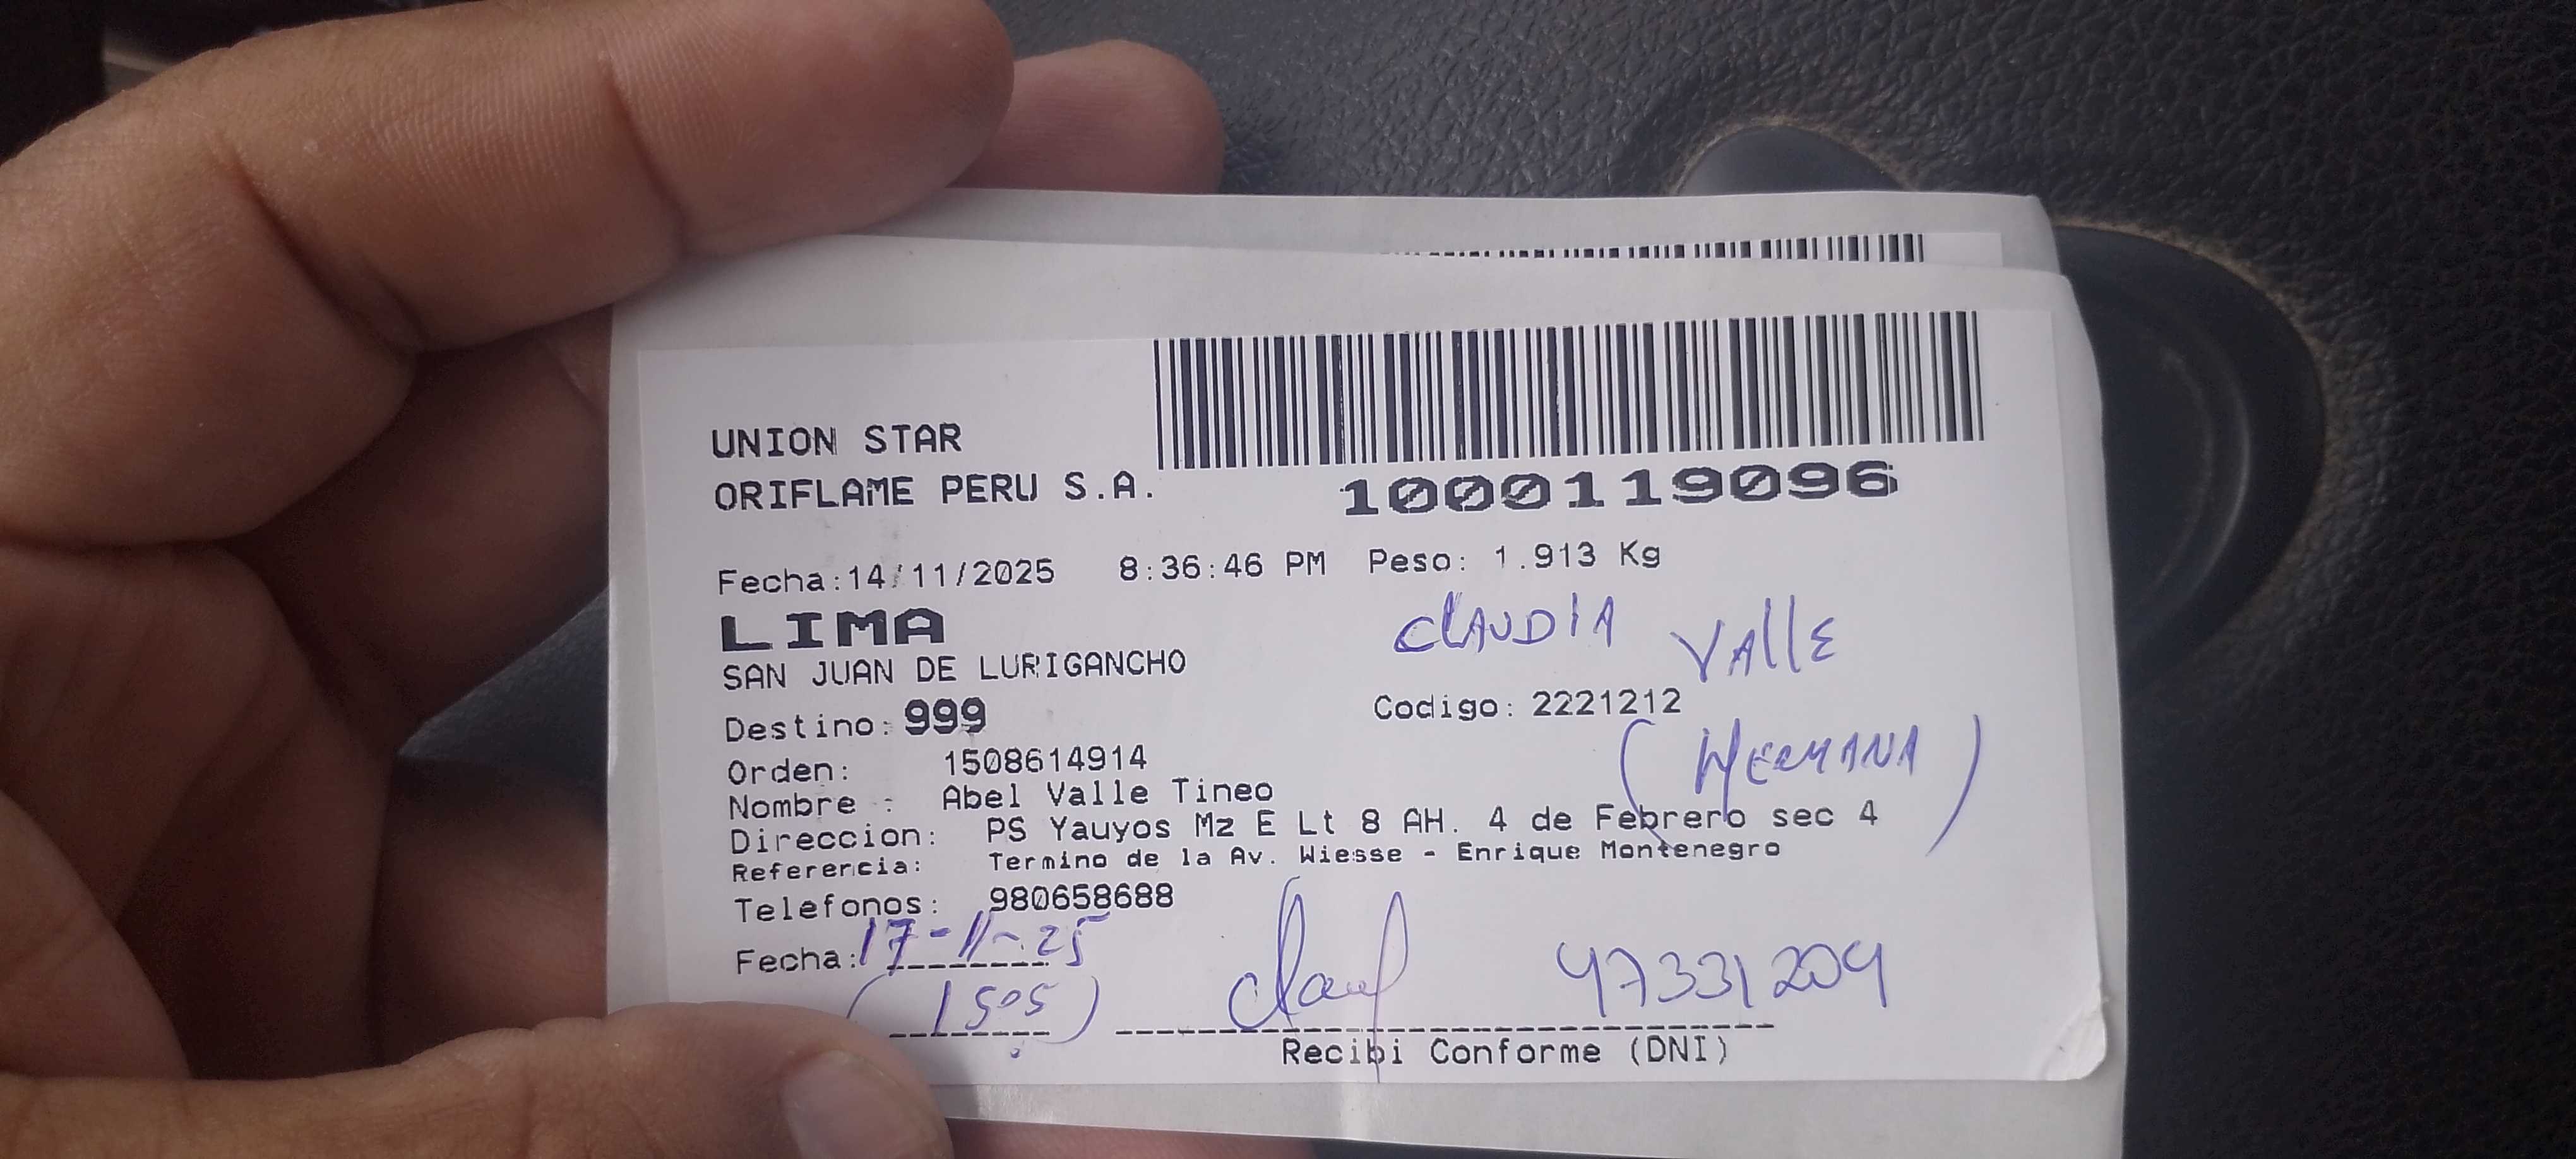 UNION STAR
ORIFLAME PERU S.A.
1000119096
Fecha:14/11/2025 8:36:46 PM Peso: 1.913 Kg
LIMA
CLAUDIA VALLE
SAN JUAN DE LURIGANCHO
Destino: 999 Codigo: 2221212
(HERMANA)
Orden: 1508614914
Nombre : Abel Valle Tineo
Direccion: PS Yauyos Mz E Lt 8 AH. 4 de Febrero sec 4
Referencia: Termino de la Av. Wiesse - Enrique Montenegro
Telefonos: 980658688
Fecha: 17-11-25
(1505) 47331204
Recibi Conforme (DNI)